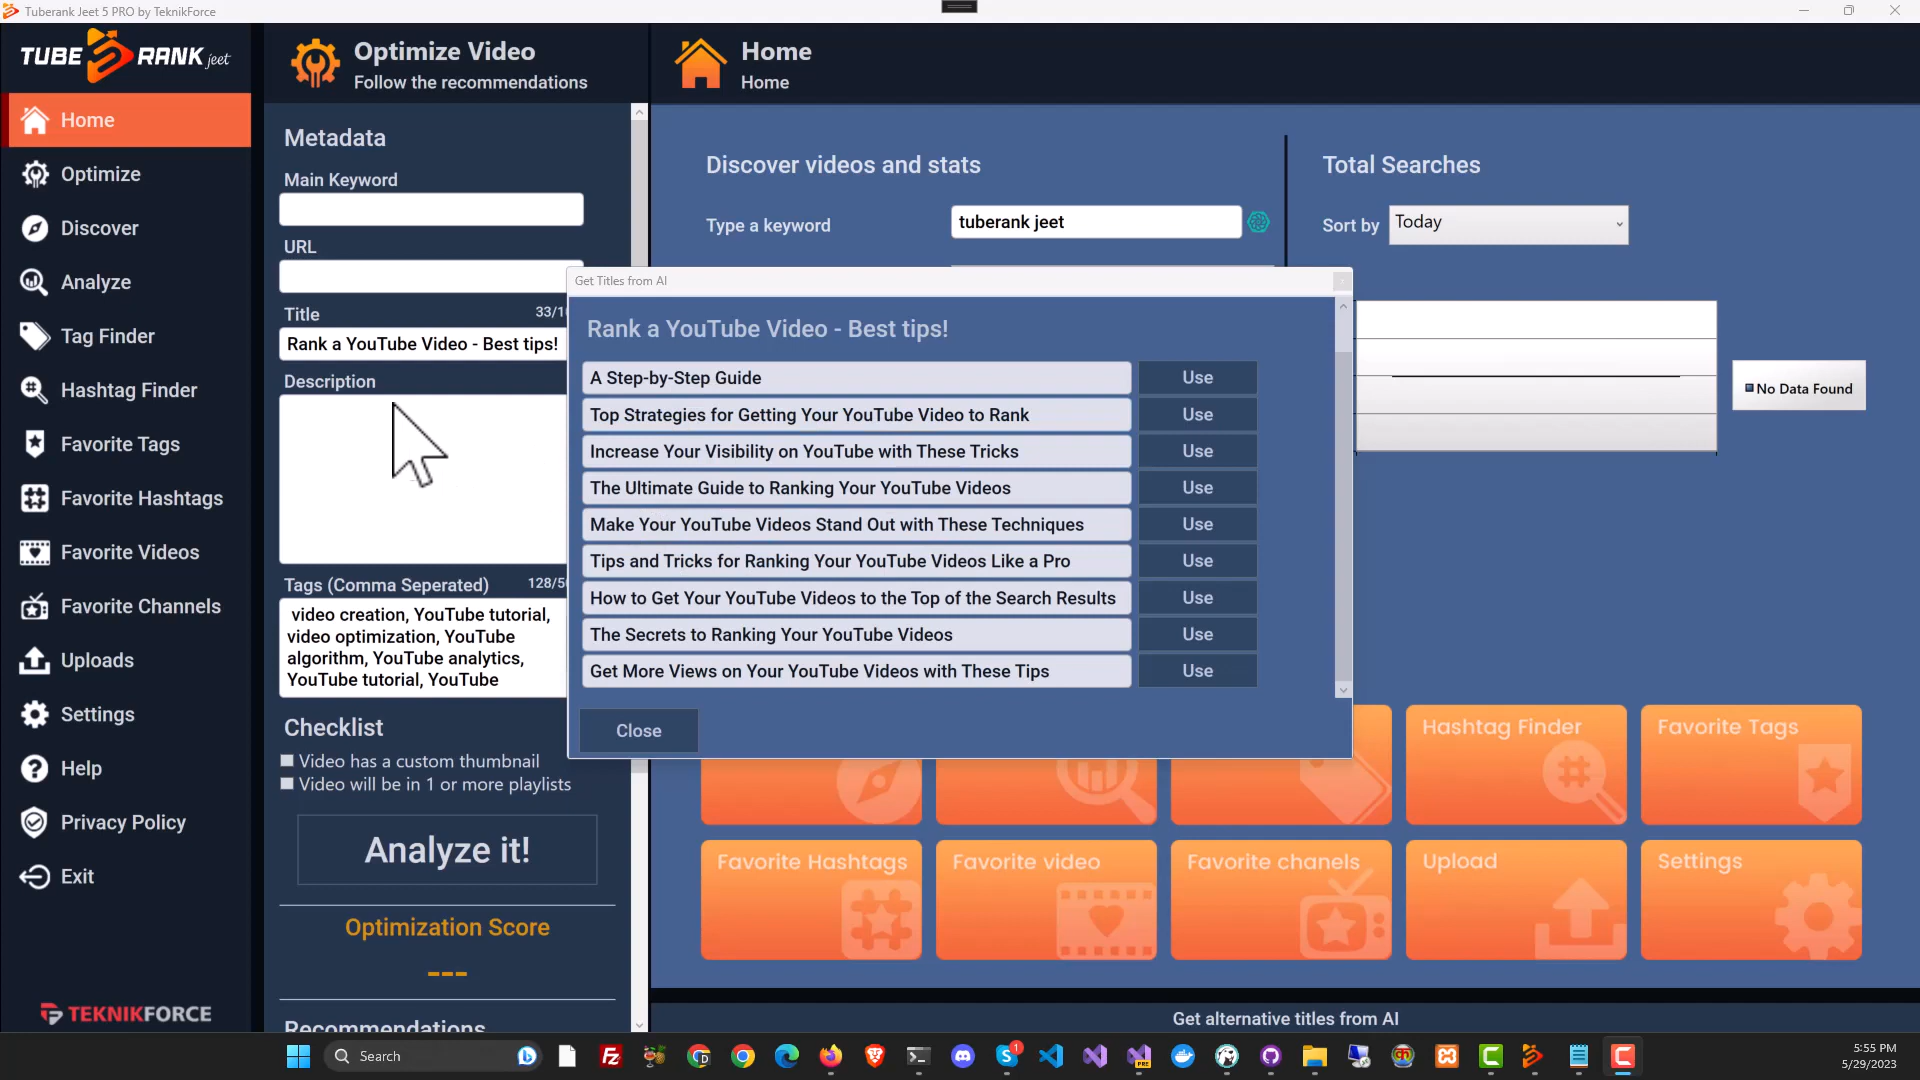 Tuberank Jeet 5 PRO by TeknikForce
TUBE RANK jeet
Home
Optimize
Discover
Analyze
Tag Finder
Hashtag Finder
Favorite Tags
Favorite Hashtags
Favorite Videos
Favorite Channels
Uploads
Settings
Help
Privacy Policy
Exit
TEKNIKFORCE
Optimize Video
Follow the recommendations
Metadata
Main Keyword
URL
Title
33/10
Rank a YouTube Video - Best tips!
Description
Tags (Comma Seperated)
128/50
video creation, YouTube tutorial,
video optimization, YouTube
algorithm, YouTube analytics,
YouTube tutorial, YouTube
Checklist
Video has a custom thumbnail
Video will be in 1 or more playlists
Analyze it!
Optimization Score
---
Recommendations
Home
Home
Discover videos and stats
Type a keyword
tuberank jeet
Total Searches
Sort by
Today
No Data Found
Get Titles from AI
Rank a YouTube Video - Best tips!
A Step-by-Step Guide
Use
Top Strategies for Getting Your YouTube Video to Rank
Use
Increase Your Visibility on YouTube with These Tricks
Use
The Ultimate Guide to Ranking Your YouTube Videos
Use
Make Your YouTube Videos Stand Out with These Techniques
Use
Tips and Tricks for Ranking Your YouTube Videos Like a Pro
Use
How to Get Your YouTube Videos to the Top of the Search Results
Use
The Secrets to Ranking Your YouTube Videos
Use
Get More Views on Your YouTube Videos with These Tips
Use
Close
Hashtag Finder
Favorite Tags
Favorite Hashtags
Favorite video
Favorite chanels
Upload
Settings
Get alternative titles from AI
Search
1
5:55 PM
5/29/2023